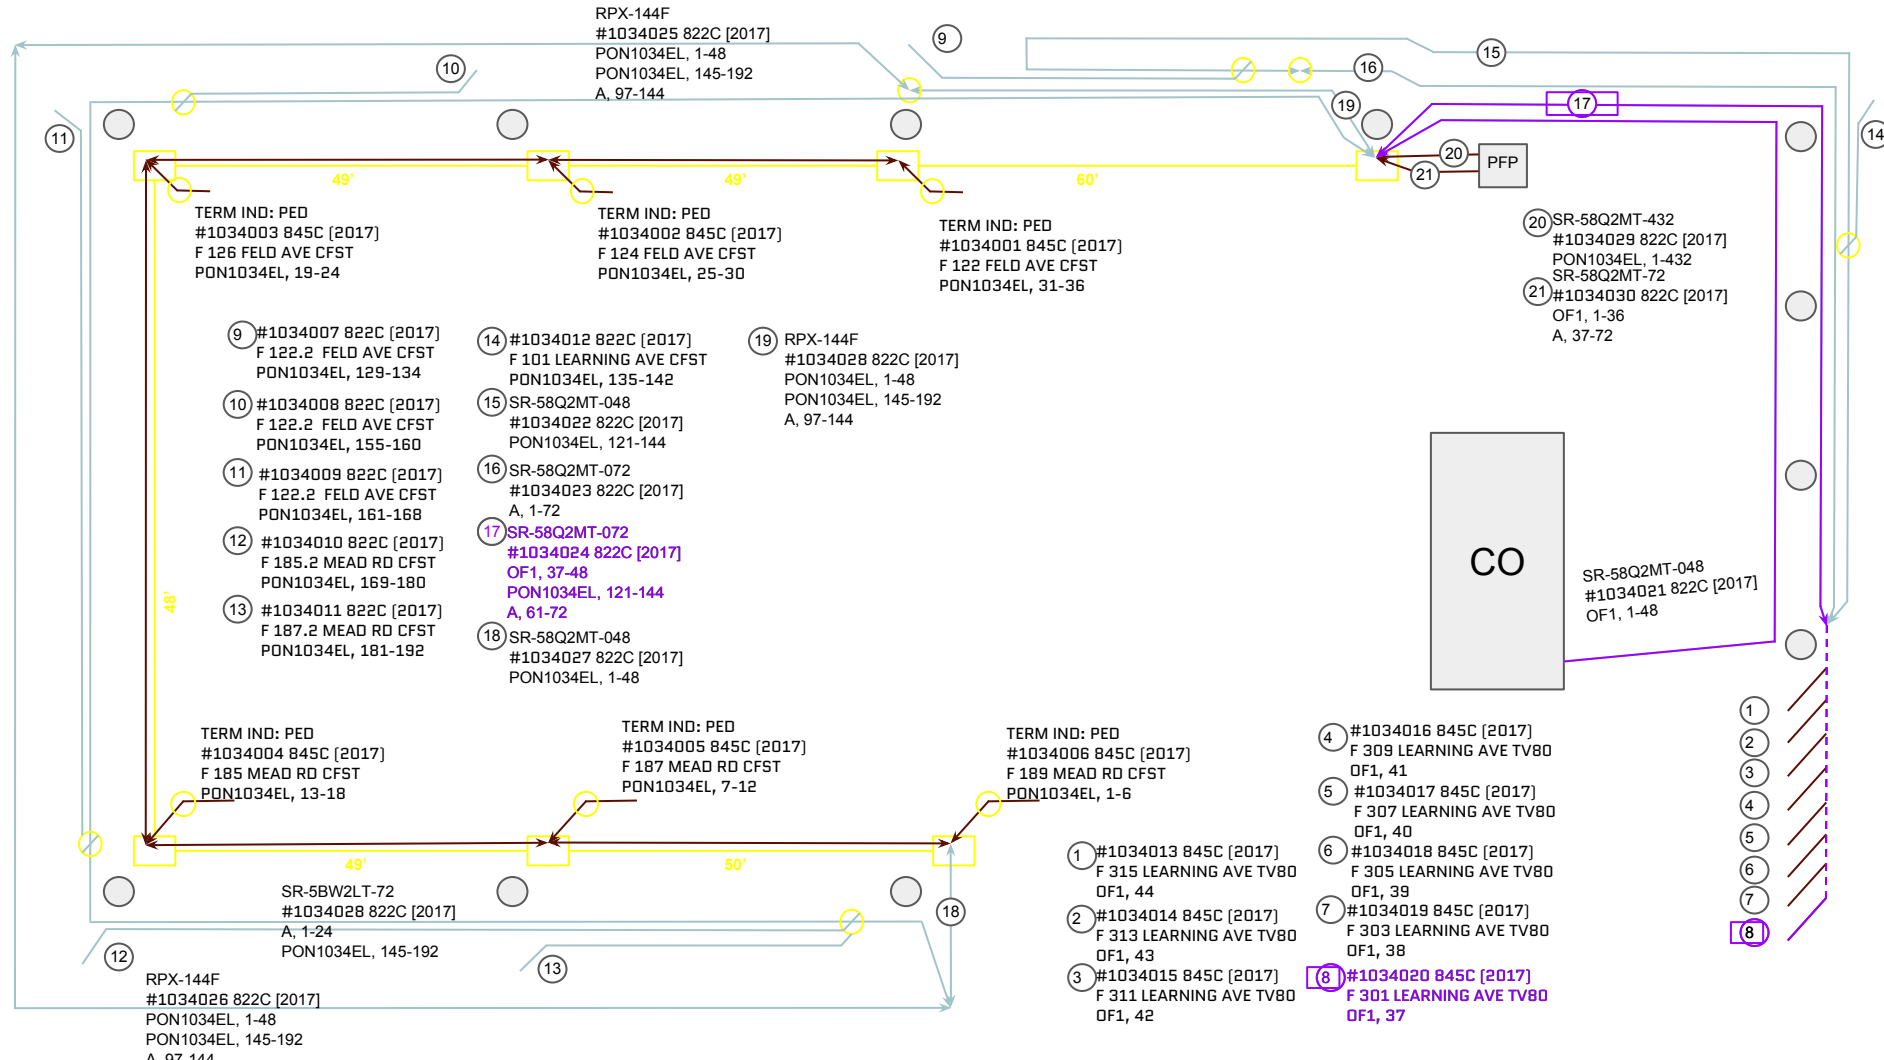 RPX-144F
#1034025 822C [2017]
PON1034EL, 1-48
PON1034EL, 145-192
A, 97-144
9
10
15
16
17
19
11
14
20
21
PFP
49'
49'
60'
TERM IND: PED
#1034003 845C [2017]
F 126 FELD AVE CFST
PON1034EL, 19-24
TERM IND: PED
#1034002 845C [2017]
F 124 FELD AVE CFST
PON1034EL, 25-30
TERM IND: PED
#1034001 845C [2017]
F 122 FELD AVE CFST
PON1034EL, 31-36
20 SR-58Q2MT-432
#1034029 822C [2017]
PON1034EL, 1-432
21 SR-58Q2MT-72
#1034030 822C [2017]
OF1, 1-36
A, 37-72
9 #1034007 822C [2017]
F 122.2 FELD AVE CFST
PON1034EL, 129-134
10 #1034008 822C [2017]
F 122.2 FELD AVE CFST
PON1034EL, 155-160
11 #1034009 822C [2017]
F 122.2 FELD AVE CFST
PON1034EL, 161-168
12 #1034010 822C [2017]
F 185.2 MEAD RD CFST
PON1034EL, 169-180
13 #1034011 822C [2017]
F 187.2 MEAD RD CFST
PON1034EL, 181-192
14 #1034012 822C [2017]
F 101 LEARNING AVE CFST
PON1034EL, 135-142
15 SR-58Q2MT-048
#1034022 822C [2017]
PON1034EL, 121-144
16 SR-58Q2MT-072
#1034023 822C [2017]
A, 1-72
17 SR-58Q2MT-072
#1034024 822C [2017]
OF1, 37-48
PON1034EL, 121-144
A, 61-72
18 SR-58Q2MT-048
#1034027 822C [2017]
PON1034EL, 1-48
19 RPX-144F
#1034028 822C [2017]
PON1034EL, 1-48
PON1034EL, 145-192
A, 97-144
48'
CO
SR-58Q2MT-048
#1034021 822C [2017]
OF1, 1-48
TERM IND: PED
#1034004 845C [2017]
F 185 MEAD RD CFST
PON1034EL, 13-18
TERM IND: PED
#1034005 845C [2017]
F 187 MEAD RD CFST
PON1034EL, 7-12
TERM IND: PED
#1034006 845C [2017]
F 189 MEAD RD CFST
PON1034EL, 1-6
49'
50'
1
2
3
4
5
6
7
8
1 #1034013 845C [2017]
F 315 LEARNING AVE TV80
OF1, 44
2 #1034014 845C [2017]
F 313 LEARNING AVE TV80
OF1, 43
3 #1034015 845C [2017]
F 311 LEARNING AVE TV80
OF1, 42
4 #1034016 845C [2017]
F 309 LEARNING AVE TV80
OF1, 41
5 #1034017 845C [2017]
F 307 LEARNING AVE TV80
OF1, 40
6 #1034018 845C [2017]
F 305 LEARNING AVE TV80
OF1, 39
7 #1034019 845C [2017]
F 303 LEARNING AVE TV80
OF1, 38
8 #1034020 845C [2017]
F 301 LEARNING AVE TV80
OF1, 37
SR-5BW2LT-72
#1034028 822C [2017]
A, 1-24
PON1034EL, 145-192
18
12
13
RPX-144F
#1034026 822C [2017]
PON1034EL, 1-48
PON1034EL, 145-192
A, 97-144